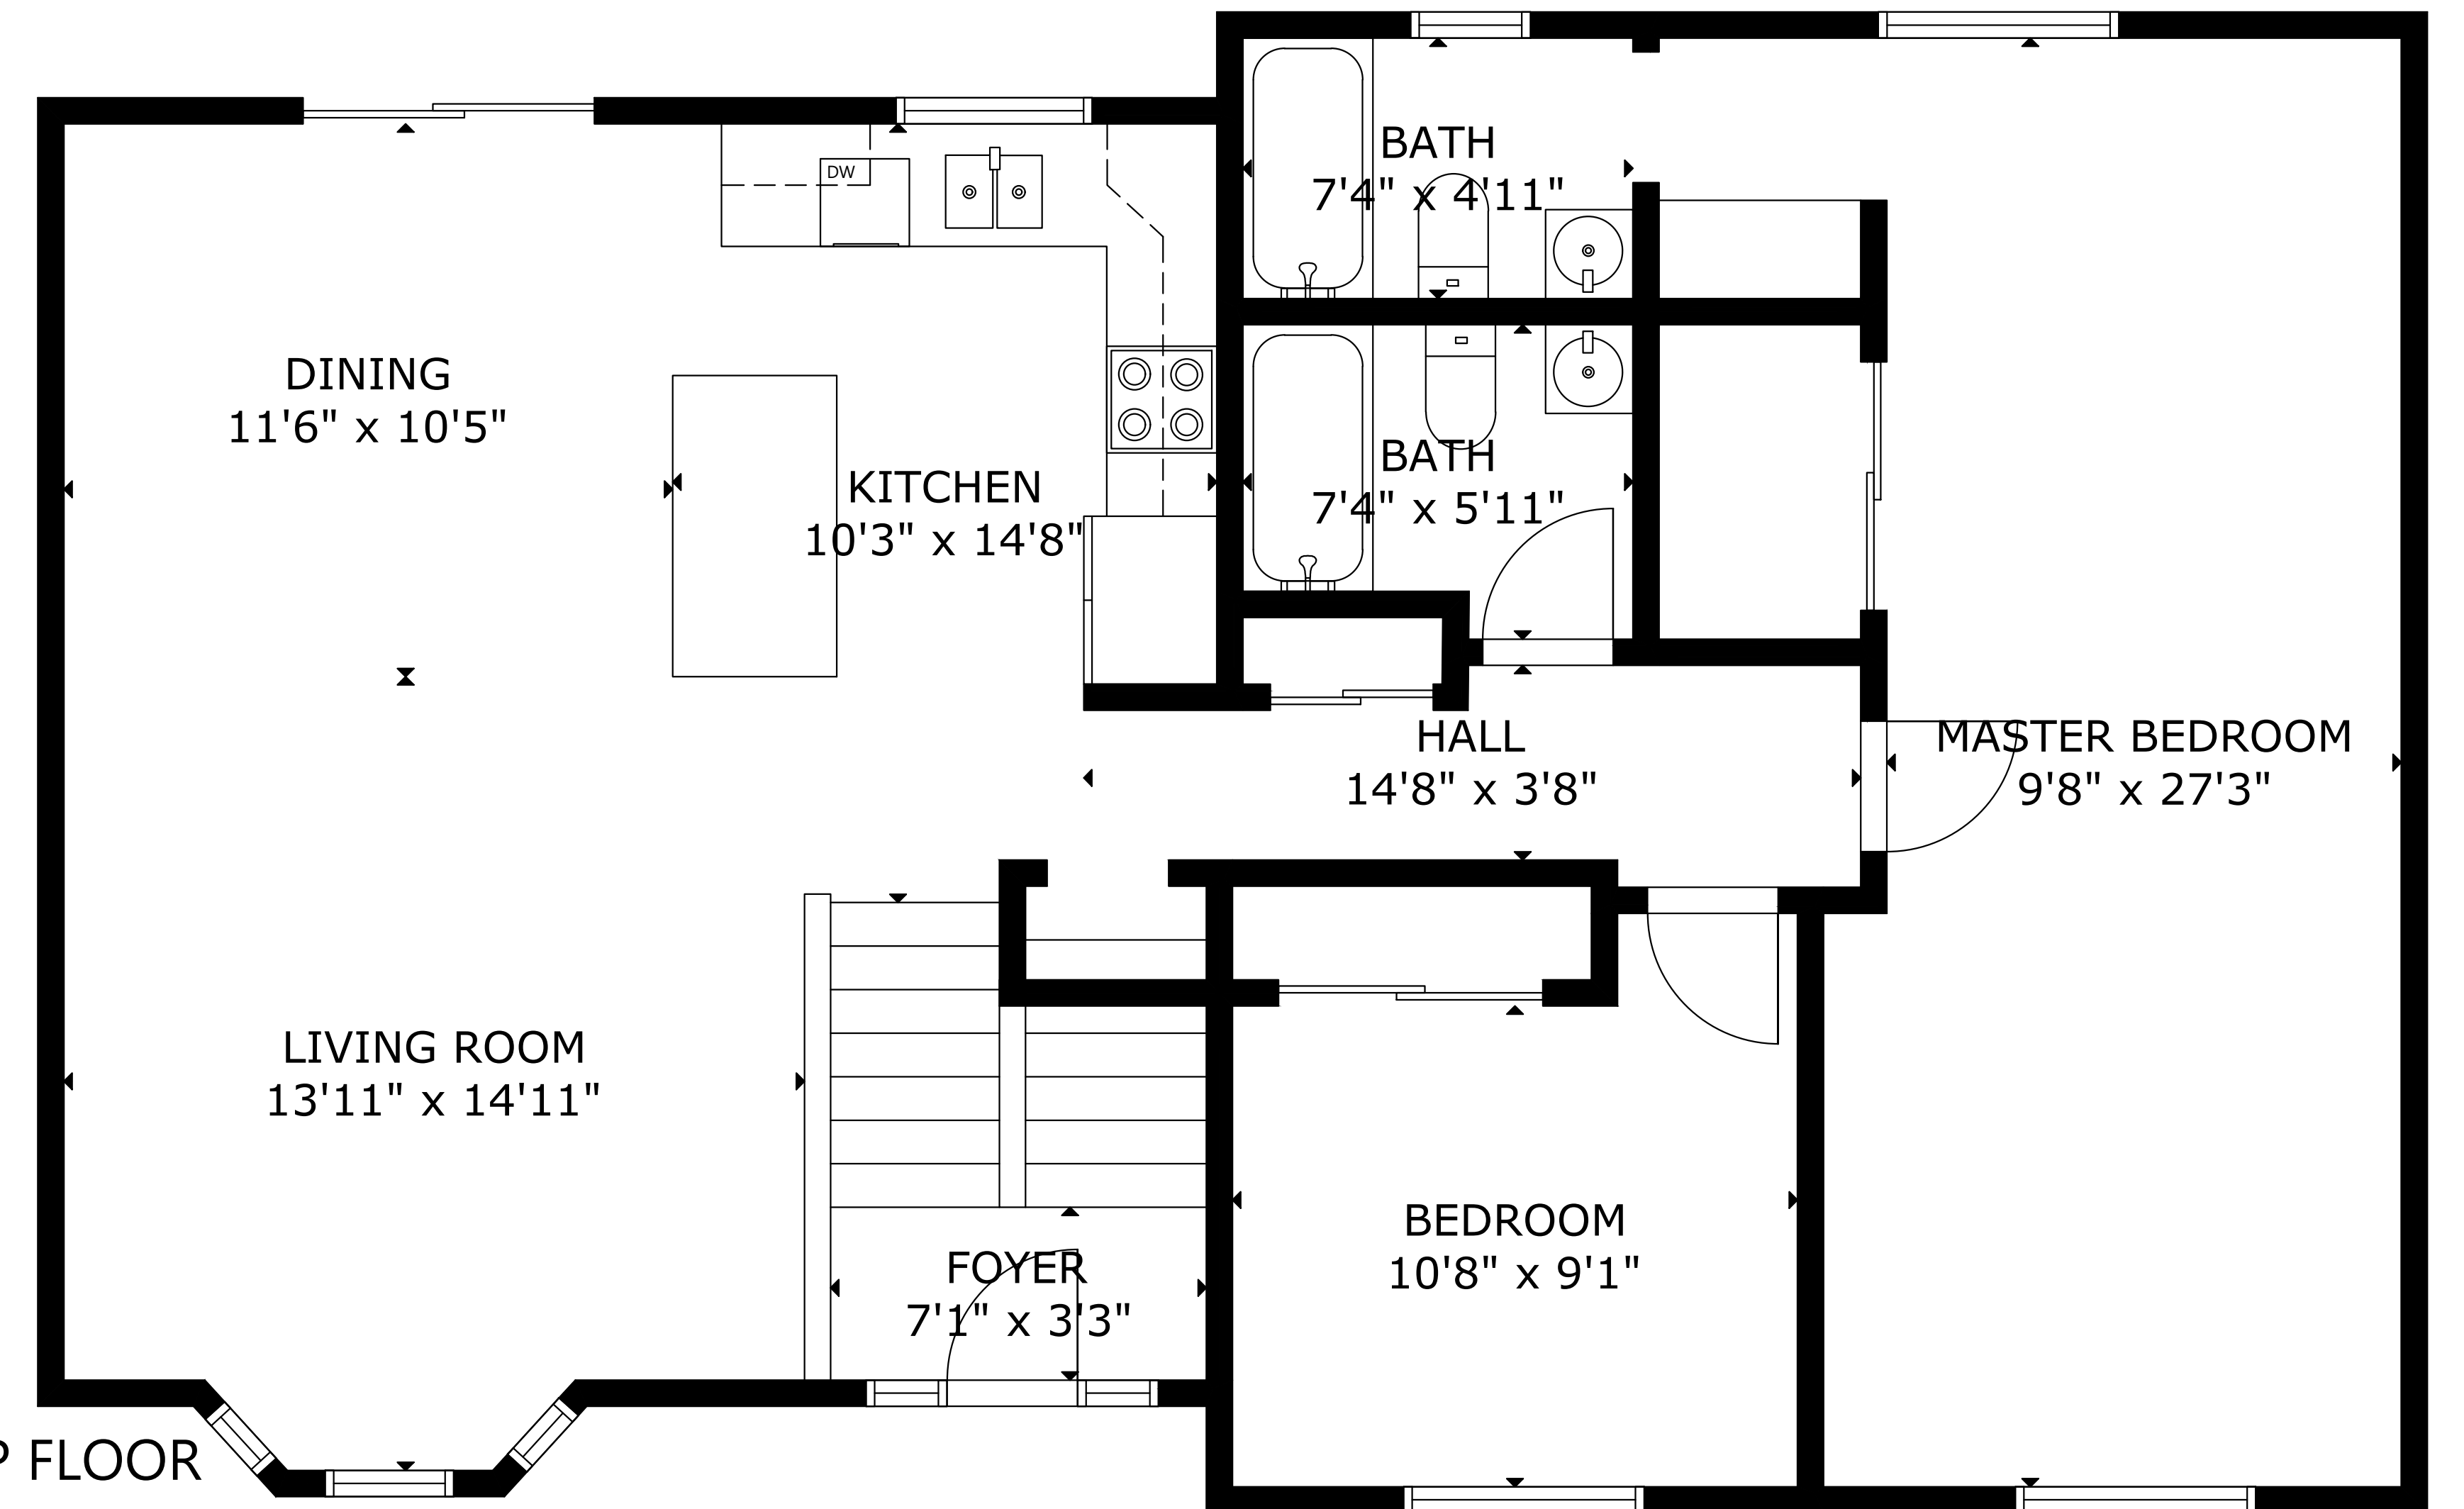 BATH
7'4" x 4'11"
DW
DINING
11'6" x 10'5"
KITCHEN
10'3" x 14'8"
BATH
7'4" x 5'11"
HALL
14'8" x 3'8"
MASTER BEDROOM
9'8" x 27'3"
LIVING ROOM
13'11" x 14'11"
BEDROOM
10'8" x 9'1"
FOYER
7'1" x 3'3"
FLOOR